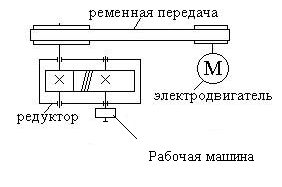 ременная передача
М
электродвигатель
редуктор
Рабочая машина